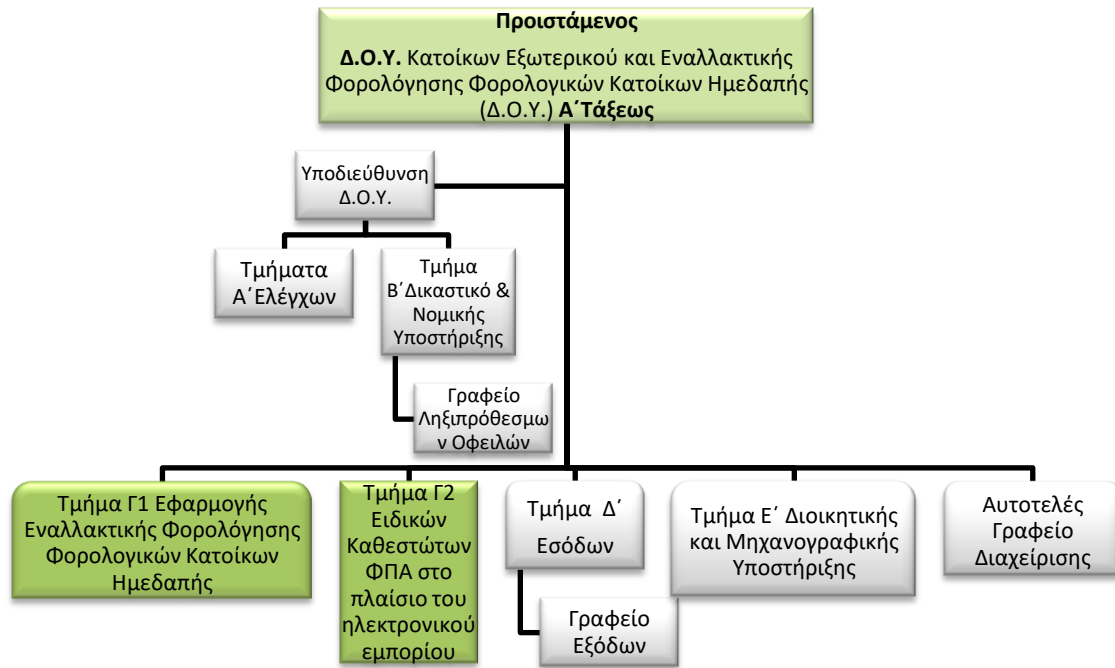 Προιστάμενος
Δ.Ο.Υ. Κατοίκων Εξωτερικού και Εναλλακτικής
Φορολόγησης Φορολογικών Κατοίκων Ημεδαπής
(Δ.Ο.Υ.) Α΄Τάξεως
Υποδιεύθυνση
Δ.Ο.Υ.
Τμήματα
Α΄Ελέγχων
Τμήμα
Β΄Δικαστικό &
Νομικής
Υποστήριξης
Γραφείο
Ληξιπρόθεσμω
ν Οφειλών
Τμήμα Γ1 Εφαρμογής
Εναλλακτικής Φορολόγησης
Φορολογικών Κατοίκων
Ημεδαπής
Τμήμα Γ2
Ειδικών
Καθεστώτων
ΦΠΑ στο
πλαίσιο του
ηλεκτρονικού
εμπορίου
Τμήμα Δ΄
Εσόδων
Γραφείο
Εξόδων
Τμήμα Ε΄ Διοικητικής
και Μηχανογραφικής
Υποστήριξης
Αυτοτελές
Γραφείο
Διαχείρισης